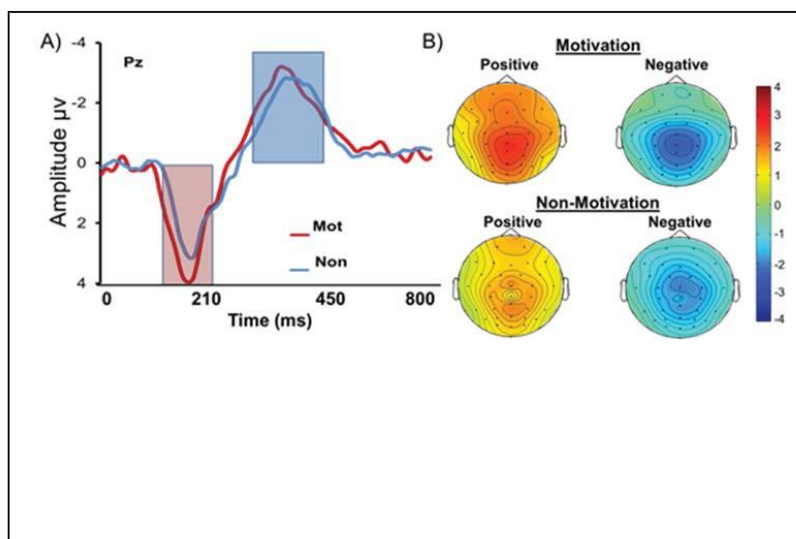 A)
Pz
-4
-2
0
2
4
Amplitude μv
Mot
Non
0 210 450 800
Time (ms)
B)
Motivation
Positive Negative
Non-Motivation
Positive Negative
4
3
2
1
0
-1
-2
-3
-4